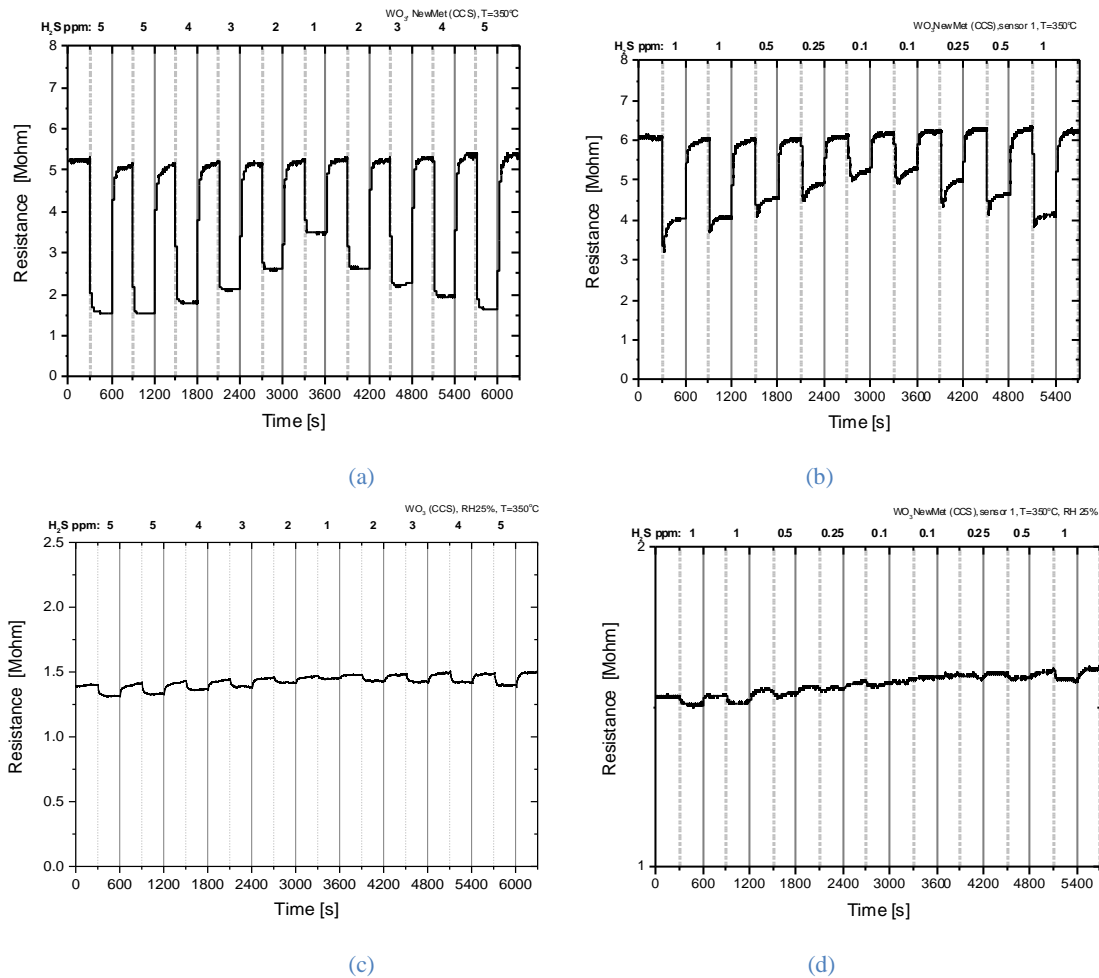 WO3, NewMet (CCS), T=350°C
H2S ppm: 5 5 4 3 2 1 2 3 4 5
8
7
6
5
4
3
2
1
0
Resistance [Mohm]
0 600 1200 1800 2400 3000 3600 4200 4800 5400 6000
Time [s]
(a)
WO3NewMet (CCS), sensor 1, T=350°C
H2S ppm: 1 1 0.5 0.25 0.1 0.1 0.25 0.5 1
8
7
6
5
4
3
2
1
0
Resistance [Mohm]
0 600 1200 1800 2400 3000 3600 4200 4800 5400
Time [s]
(b)
WO3 (CCS), RH25%, T=350°C
H2S ppm: 5 5 4 3 2 1 2 3 4 5
2.5
2.0
1.5
1.0
0.5
0.0
Resistance [Mohm]
0 600 1200 1800 2400 3000 3600 4200 4800 5400 6000
Time [s]
(c)
WO3NewMet (CCS), sensor 1, T=350°C, RH 25%
H2S ppm: 1 1 0.5 0.25 0.1 0.1 0.25 0.5 1
2
1
Resistance [Mohm]
0 600 1200 1800 2400 3000 3600 4200 4800 5400
Time [s]
(d)